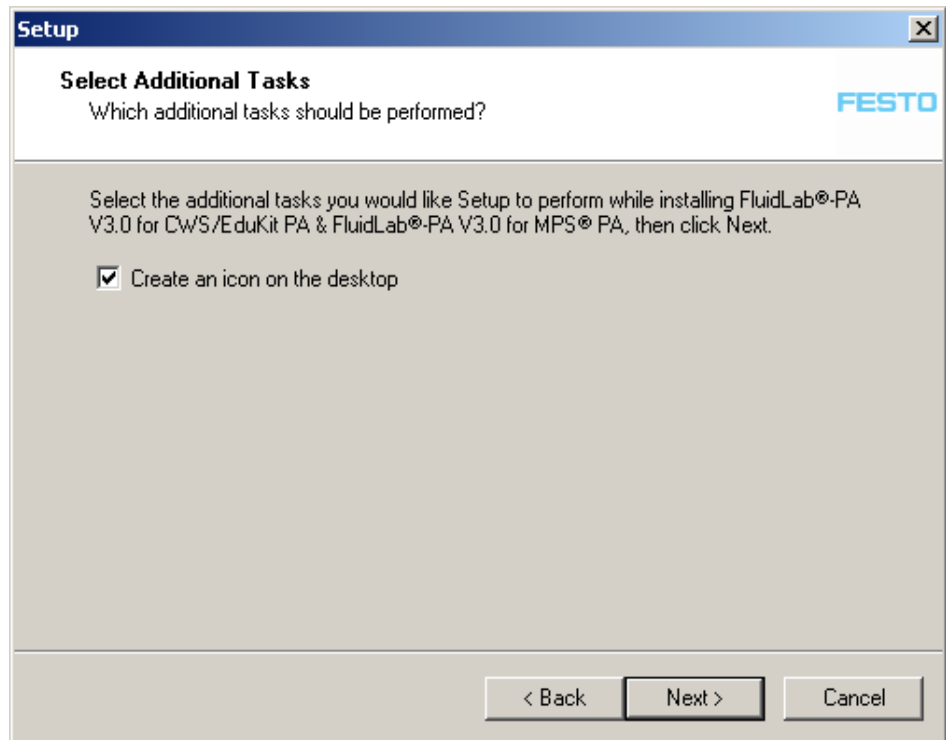 Setup
Select Additional Tasks
Which additional tasks should be performed?
FESTO
Select the additional tasks you would like Setup to perform while installing FluidLab®-PA
V3.0 for CWS/EduKit PA & FluidLab®-PA V3.0 for MPS® PA, then click Next.
Create an icon on the desktop
< Back
Next >
Cancel